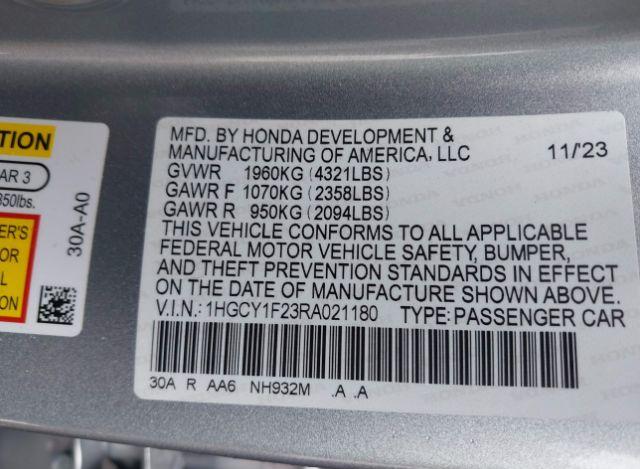 TION
AR 3
850lbs.
ER'S
OR
L
TION
30A-A0
MFD. BY HONDA DEVELOPMENT &
MANUFACTURING OF AMERICA, LLC 11/'23
GVWR 1960KG (4321LBS)
GAWR F 1070KG (2358LBS)
GAWR R 950KG (2094LBS)
THIS VEHICLE CONFORMS TO ALL APPLICABLE
FEDERAL MOTOR VEHICLE SAFETY, BUMPER,
AND THEFT PREVENTION STANDARDS IN EFFECT
ON THE DATE OF MANUFACTURE SHOWN ABOVE.
V.I.N.: 1HGCY1F23RA021180 TYPE: PASSENGER CAR
30A R AA6 NH932M .A .A